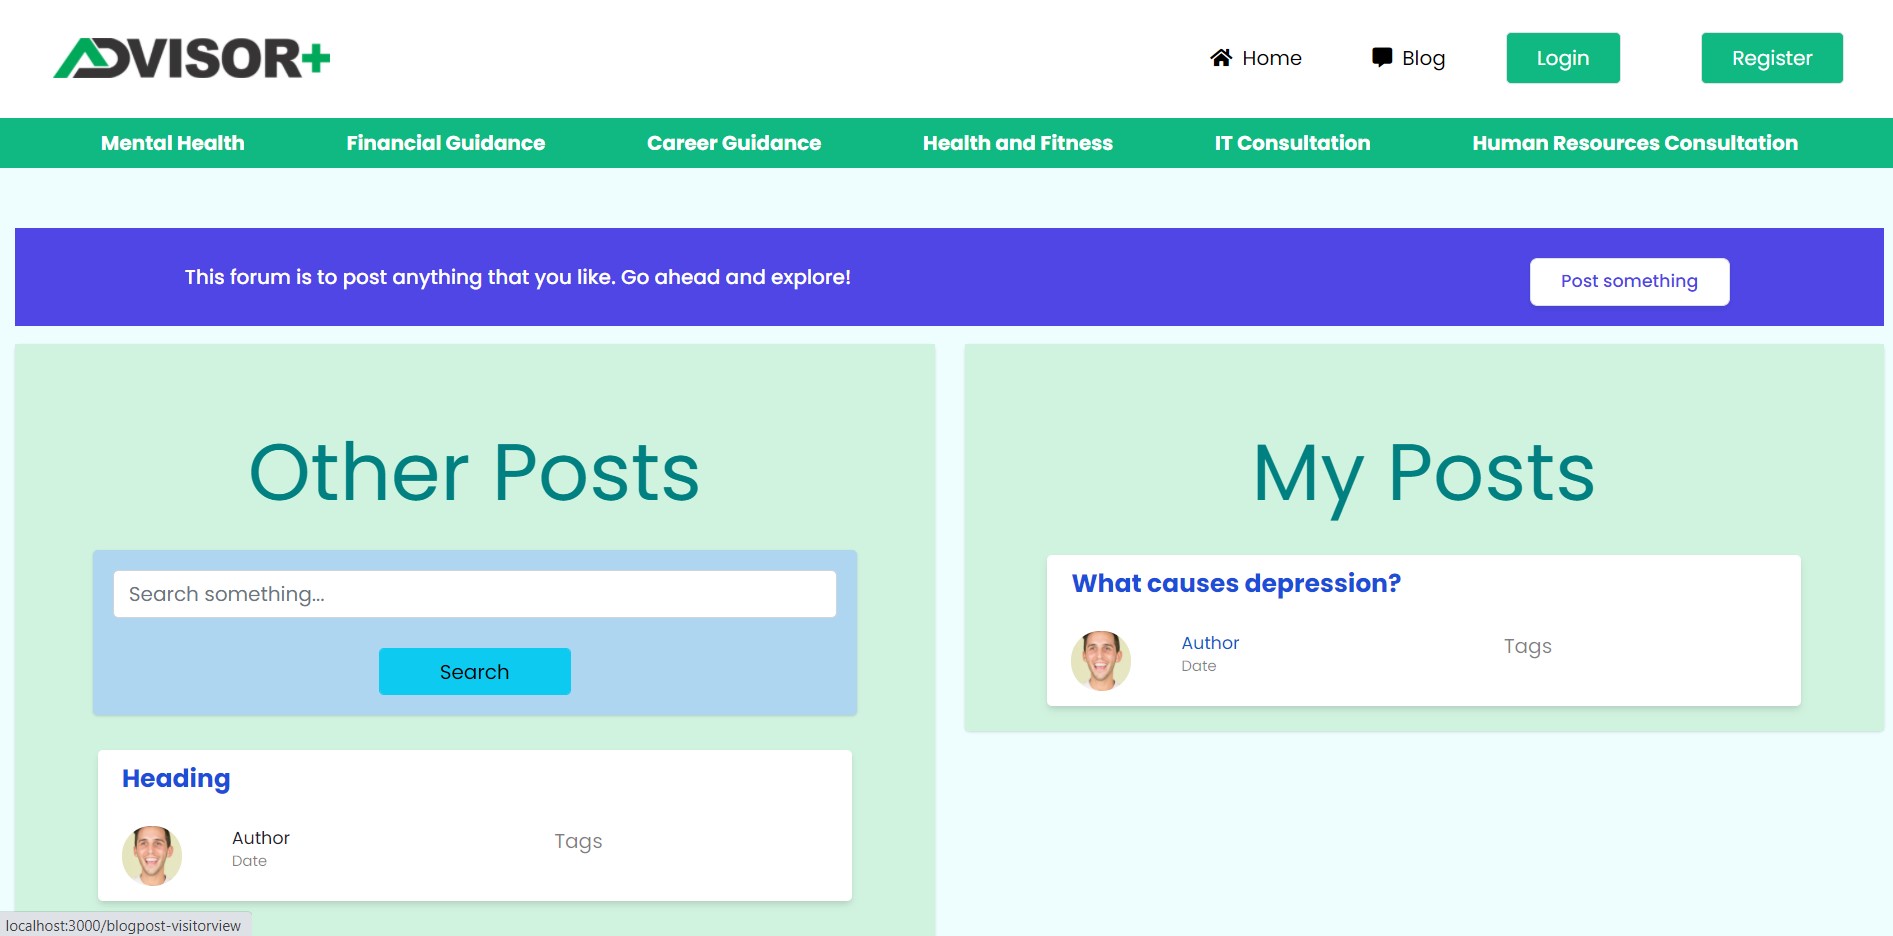 ADVISOR+
Home
Blog
Login
Register
Mental Health
Financial Guidance
Career Guidance
Health and Fitness
IT Consultation
Human Resources Consultation
This forum is to post anything that you like. Go ahead and explore!
Post something
Other Posts
Search something...
Search
Heading
Author
Date
Tags
My Posts
What causes depression?
Author
Date
Tags
localhost:3000/blogpost-visitorview